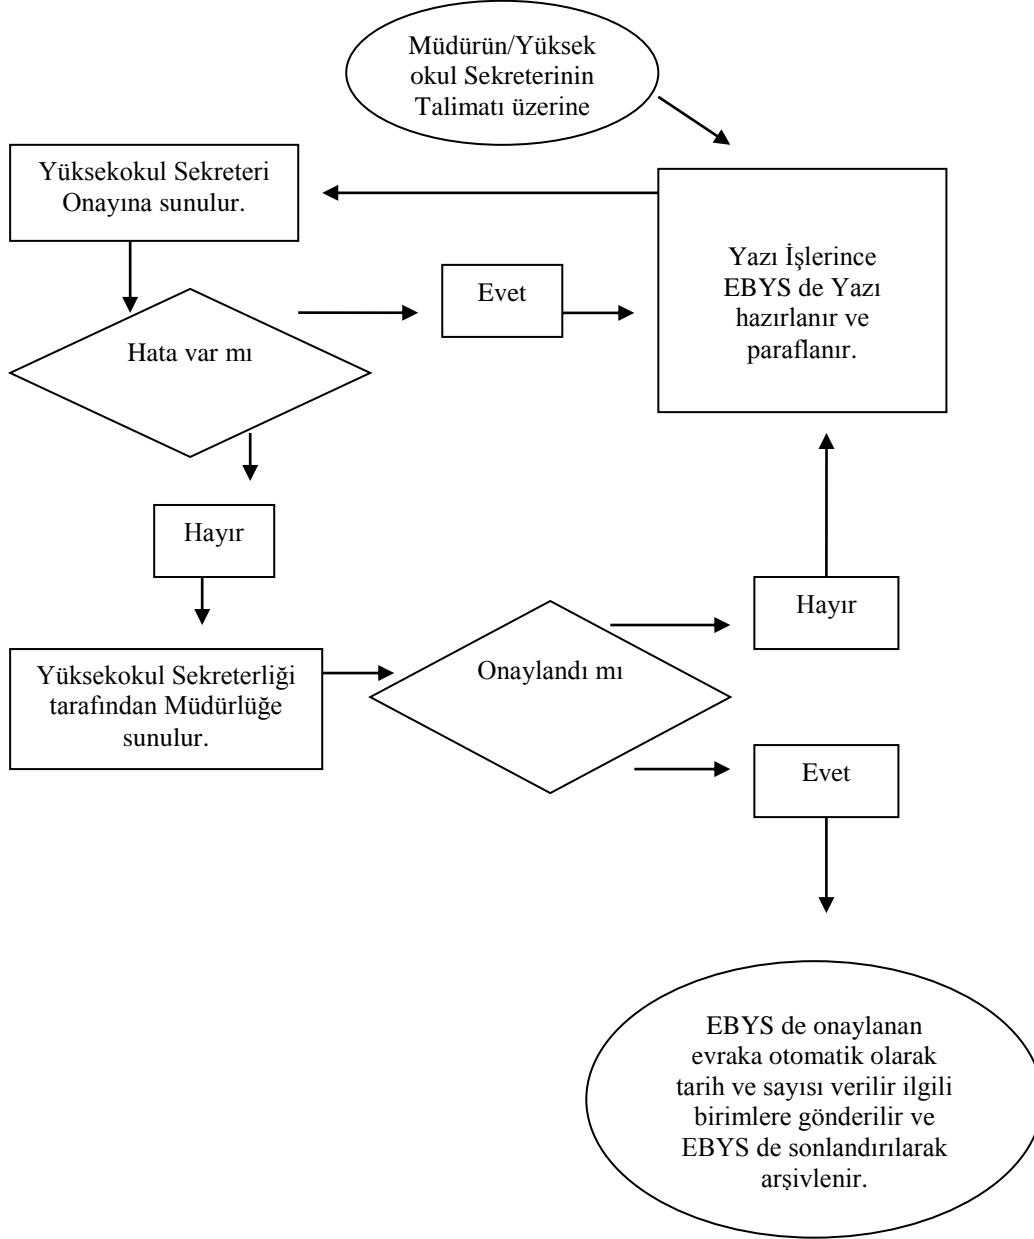 Müdürün/Yüksek
okul Sekreterinin
Talimatı üzerine
Yüksekokul Sekreteri
Onayına sunulur.
Yazı İşlerince
EBYS de Yazı
hazırlanır ve
paraflanır.
Evet
Hata var mı
Hayır
Hayır
Yüksekokul Sekreterliği
tarafından Müdürlüğe
sunulur.
Onaylandı mı
Evet
EBYS de onaylanan
evraka otomatik olarak
tarih ve sayısı verilir ilgili
birimlere gönderilir ve
EBYS de sonlandırılarak
arşivlenir.